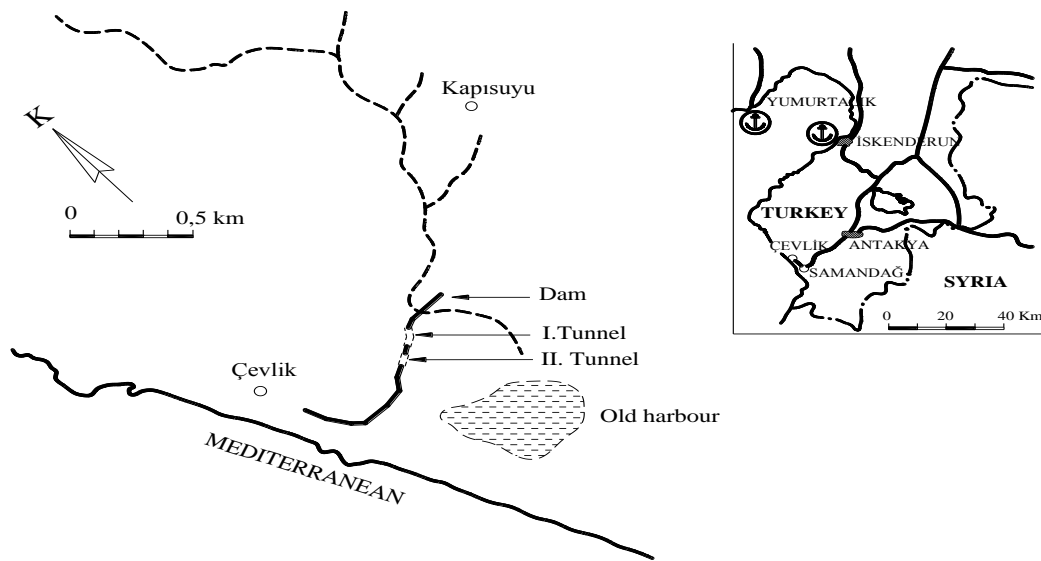 Kapısuyu
K
0 0,5 km
Dam
I.Tunnel
II. Tunnel
Çevlik
Old harbour
MEDITERRANEAN
YUMURTALIK
İSKENDERUN
TURKEY
ANTAKYA
ÇEVLİK
SAMANDAĞ
SYRIA
0 20 40 Km